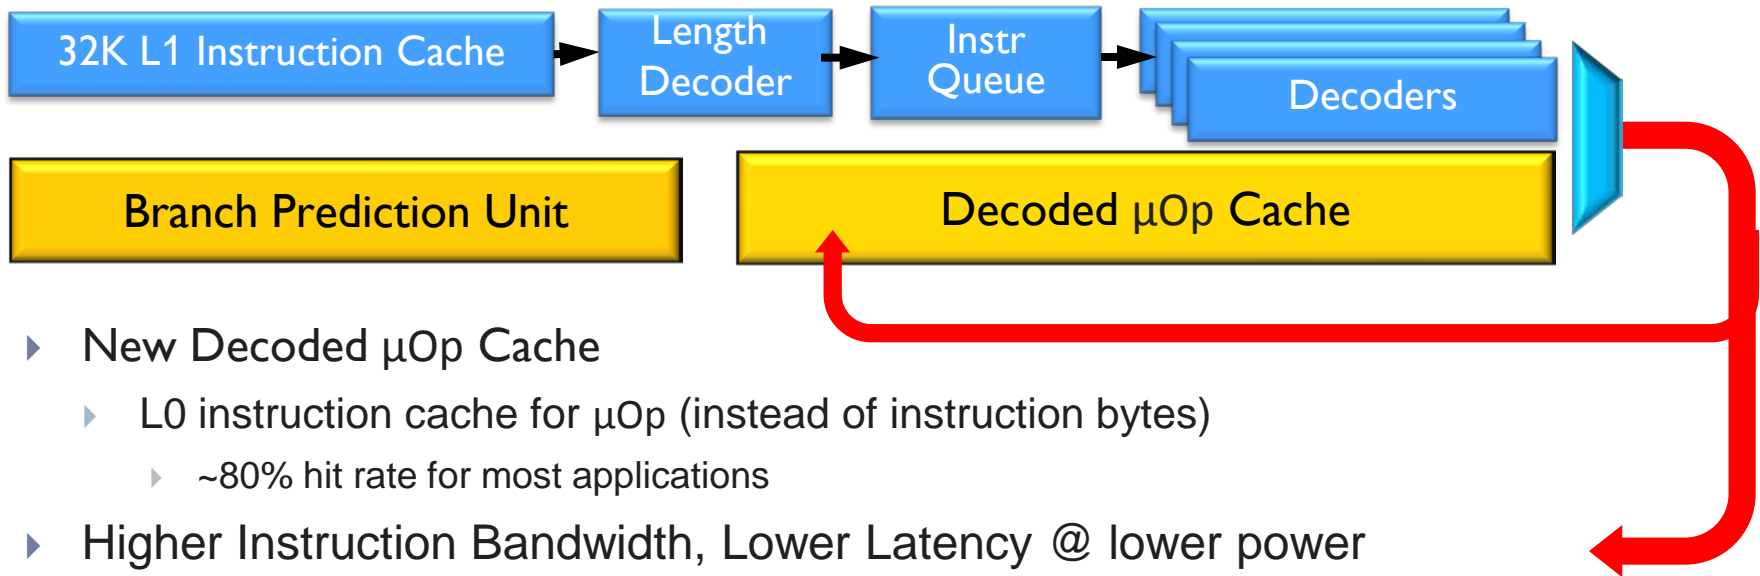 32K L1 Instruction Cache
Length
Decoder
Instr
Queue
Decoders
Branch Prediction Unit
Decoded μOp Cache
New Decoded μOp Cache
L0 instruction cache for μOp (instead of instruction bytes)
~80% hit rate for most applications
Higher Instruction Bandwidth, Lower Latency @ lower power